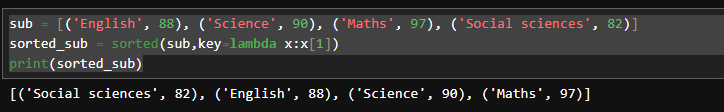 sub = [('English', 88), ('Science', 90), ('Maths', 97), ('Social sciences', 82)]
sorted_sub = sorted(sub,key=lambda x:x[1])
print(sorted_sub)
[('Social sciences', 82), ('English', 88), ('Science', 90), ('Maths', 97)]